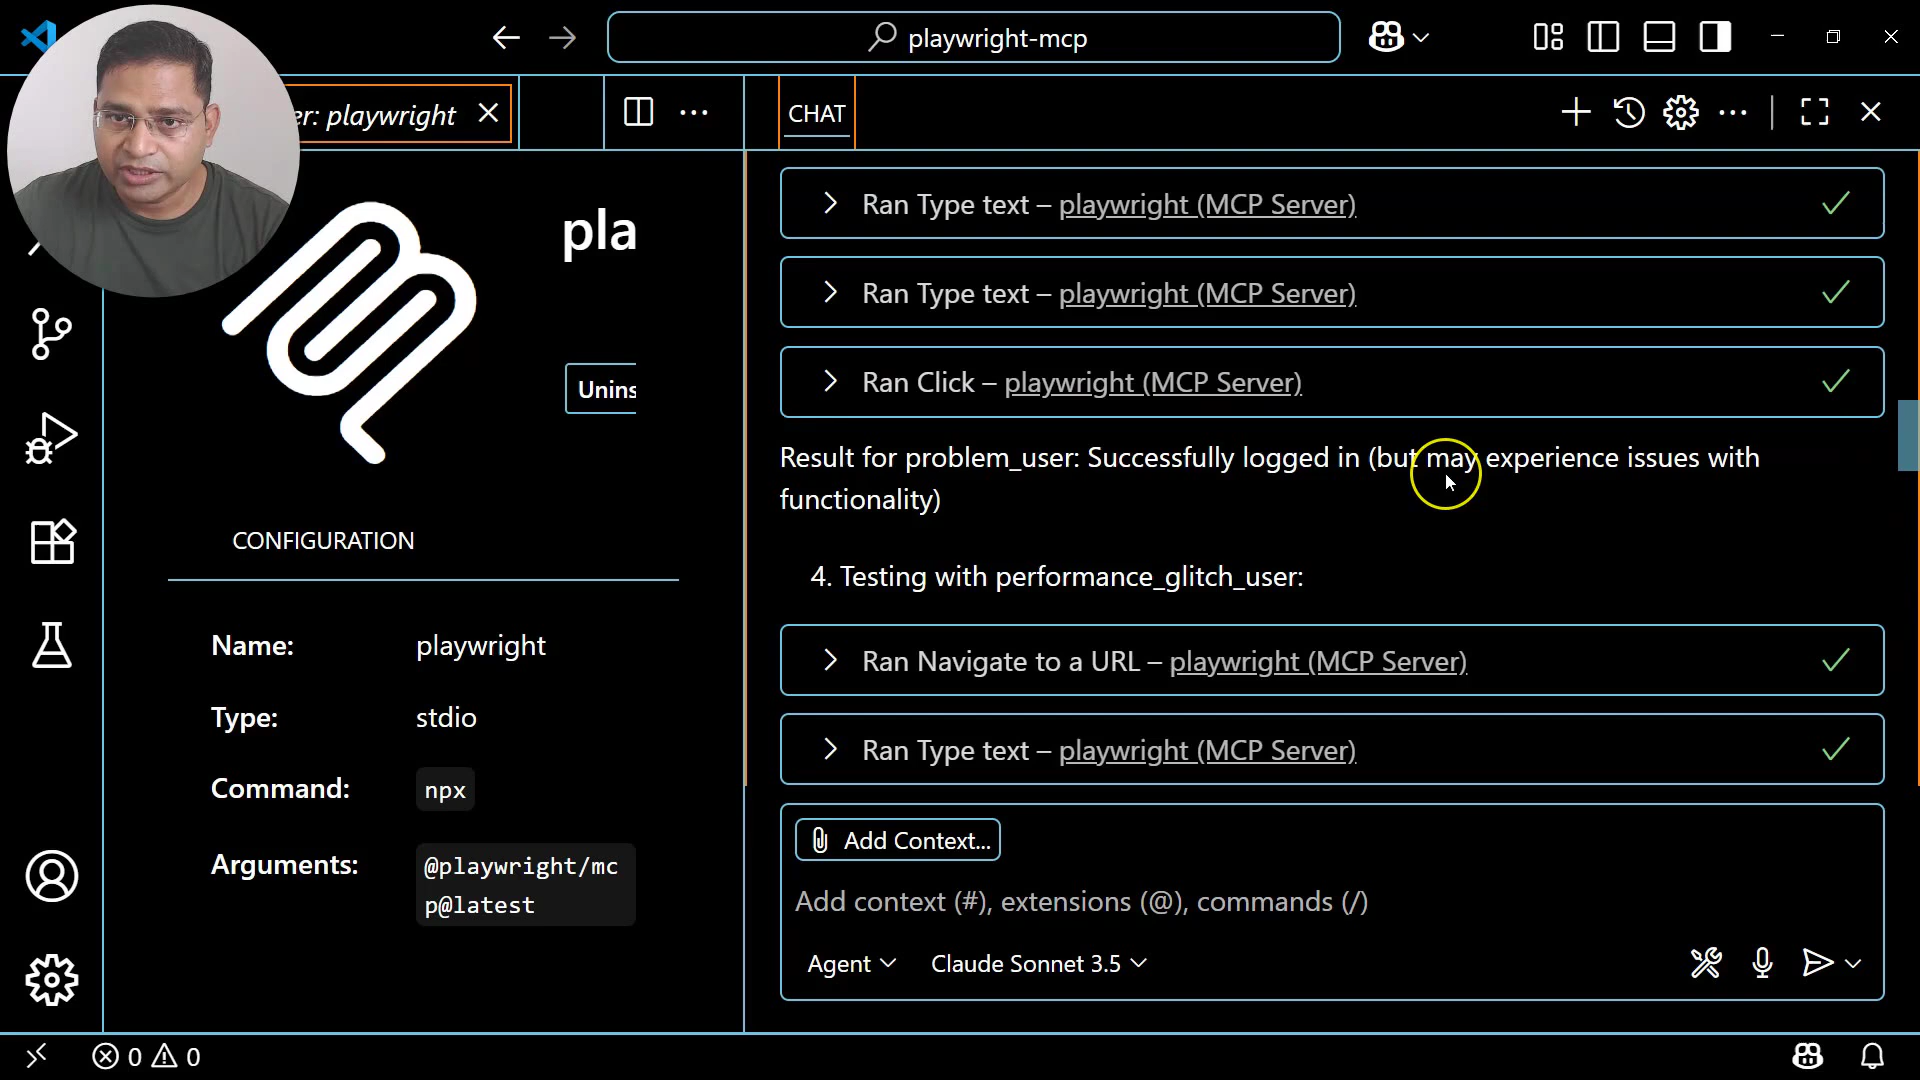 playwright-mcp
er: playwright
CHAT
pla
Unins
CONFIGURATION
Name: playwright
Type: stdio
Command: npx
Arguments: @playwright/mc
p@latest
Ran Type text – playwright (MCP Server)
Ran Type text – playwright (MCP Server)
Ran Click – playwright (MCP Server)
Result for problem_user: Successfully logged in (but may experience issues with
functionality)
4. Testing with performance_glitch_user:
Ran Navigate to a URL – playwright (MCP Server)
Ran Type text – playwright (MCP Server)
Add Context...
Add context (#), extensions (@), commands (/)
Agent Claude Sonnet 3.5
0 0